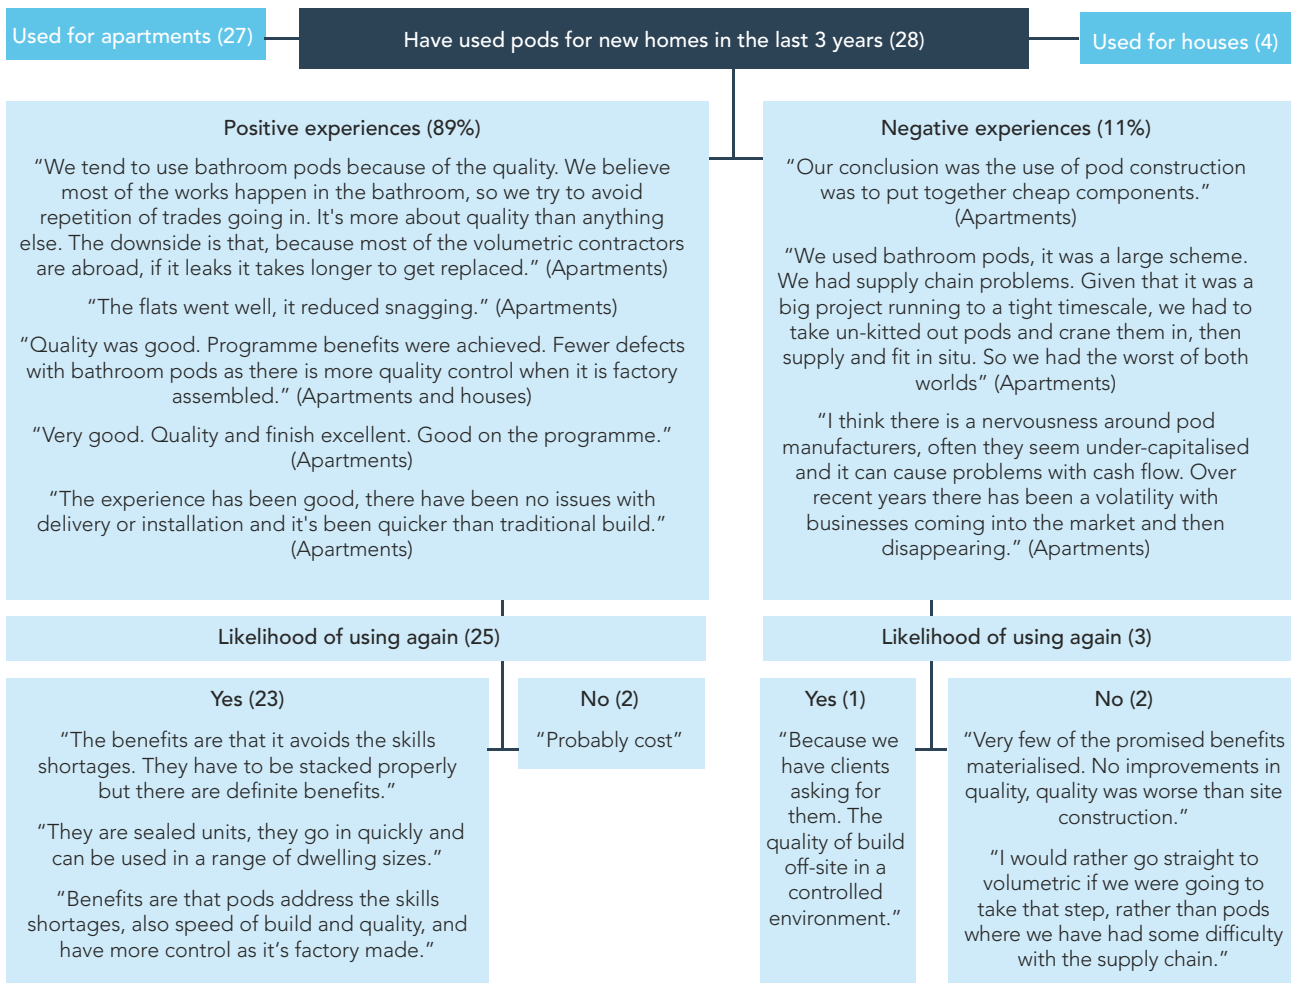 Used for apartments (27)
Have used pods for new homes in the last 3 years (28)
Used for houses (4)
Positive experiences (89%)
“We tend to use bathroom pods because of the quality. We believe
most of the works happen in the bathroom, so we try to avoid
repetition of trades going in. It's more about quality than anything
else. The downside is that, because most of the volumetric contractors
are abroad, if it leaks it takes longer to get replaced.” (Apartments)
“The flats went well, it reduced snagging.” (Apartments)
“Quality was good. Programme benefits were achieved. Fewer defects
with bathroom pods as there is more quality control when it is factory
assembled.” (Apartments and houses)
“Very good. Quality and finish excellent. Good on the programme.”
(Apartments)
“The experience has been good, there have been no issues with
delivery or installation and it's been quicker than traditional build.”
(Apartments)
Negative experiences (11%)
“Our conclusion was the use of pod construction
was to put together cheap components.”
(Apartments)
“We used bathroom pods, it was a large scheme.
We had supply chain problems. Given that it was a
big project running to a tight timescale, we had to
take un-kitted out pods and crane them in, then
supply and fit in situ. So we had the worst of both
worlds” (Apartments)
“I think there is a nervousness around pod
manufacturers, often they seem under-capitalised
and it can cause problems with cash flow. Over
recent years there has been a volatility with
businesses coming into the market and then
disappearing.” (Apartments)
Likelihood of using again (25)
Yes (23)
“The benefits are that it avoids the skills
shortages. They have to be stacked properly
but there are definite benefits.”
“They are sealed units, they go in quickly and
can be used in a range of dwelling sizes.”
“Benefits are that pods address the skills
shortages, also speed of build and quality, and
have more control as it’s factory made.”
No (2)
“Probably cost”
Likelihood of using again (3)
Yes (1)
“Because we
have clients
asking for
them. The
quality of build
off-site in a
controlled
environment.”
No (2)
“Very few of the promised benefits
materialised. No improvements in
quality, quality was worse than site
construction.”
“I would rather go straight to
volumetric if we were going to
take that step, rather than pods
where we have had some difficulty
with the supply chain.”